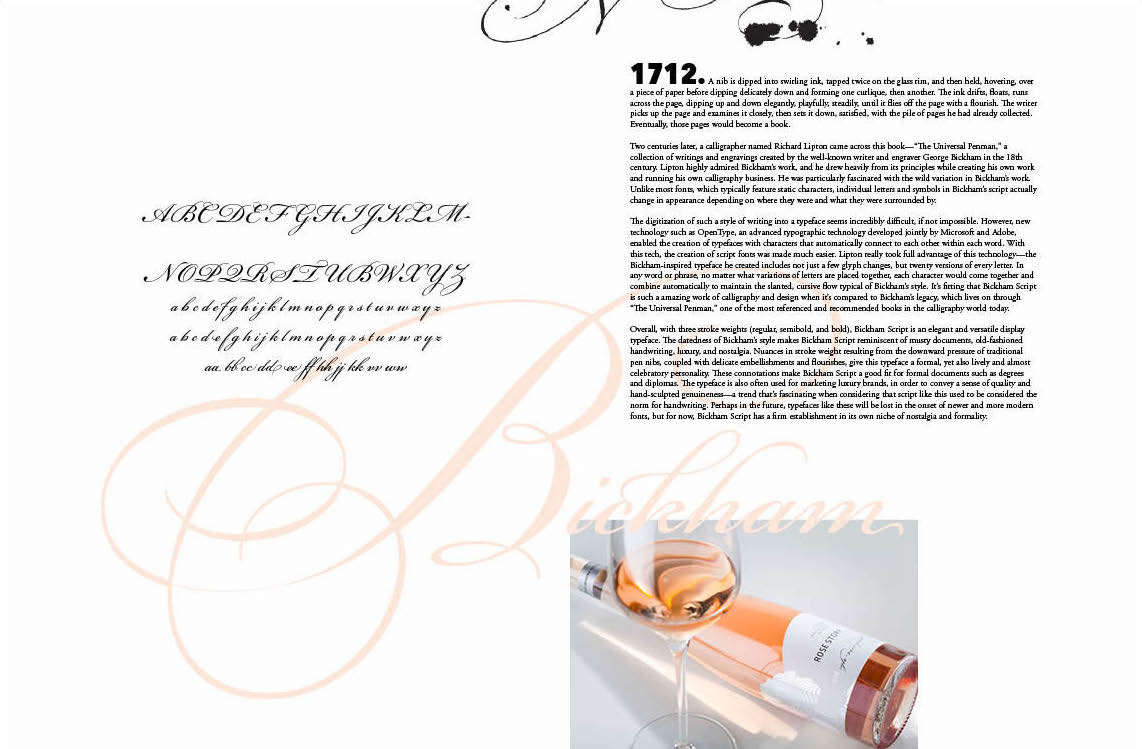 ABCDEFGHIJKLM-
NOPQRSTUBWXYZ
a b c d e f g h i j k l m n o p q r s t u v w x y z
a b c d e f g h i j k l m n o p q r s t u v w x y z
aa bb cc dd ee ff hh jj kk vv ww
1712. A nib is dipped into swirling ink, tapped twice on the glass rim, and then held, hovering, over
a piece of paper before dipping delicately down and forming one curlique, then another. The ink drifts, floats, runs
across the page, dipping up and down elegantly, playfully, steadily, until it flies off the page with a flourish. The writer
picks up the page and examines it closely, then sets it down, satisfied, with the pile of pages he had already collected.
Eventually, those pages would become a book.
Two centuries later, a calligrapher named Richard Lipton came across this book—“The Universal Penman,” a
collection of writings and engravings created by the well-known writer and engraver George Bickham in the 18th
century. Lipton highly admired Bickham’s work, and he drew heavily from its principles while creating his own work
and running his own calligraphy business. He was particularly fascinated with the wild variation in Bickham’s work.
Unlike most fonts, which typically feature static characters, individual letters and symbols in Bickham’s script actually
change in appearance depending on where they were and what they were surrounded by.
The digitization of such a style of writing into a typeface seems incredibly difficult, if not impossible. However, new
technology such as OpenType, an advanced typographic technology developed jointly by Microsoft and Adobe,
enabled the creation of typefaces with characters that automatically connect to each other within each word. With
this tech, the creation of script fonts was made much easier. Lipton really took full advantage of this technology—the
Bickham-inspired typeface he created includes not just a few glyph changes, but twenty versions of every letter. In
any word or phrase, no matter what variations of letters are placed together, each character would come together and
combine automatically to maintain the slanted, cursive flow typical of Bickham’s style. It’s fitting that Bickham Script
is such a amazing work of calligraphy and design when it’s compared to Bickham’s legacy, which lives on through
“The Universal Penman,” one of the most referenced and recommended books in the calligraphy world today.
Overall, with three stroke weights (regular, semibold, and bold), Bickham Script is an elegant and versatile display
typeface. The datedness of Bickham’s style makes Bickham Script reminiscent of musty documents, old-fashioned
handwriting, luxury, and nostalgia. Nuances in stroke weight resulting from the downward pressure of traditional
pen nibs, coupled with delicate embellishments and flourishes, give this typeface a formal, yet also lively and almost
celebratory personality. These connotations make Bickham Script a good fit for formal documents such as degrees
and diplomas. The typeface is also often used for marketing luxury brands, in order to convey a sense of quality and
hand-sculpted genuineness—a trend that’s fascinating when considering that script like this used to be considered the
norm for handwriting. Perhaps in the future, typefaces like these will be lost in the onset of newer and more modern
fonts, but for now, Bickham Script has a firm establishment in its own niche of nostalgia and formality.
Bickham